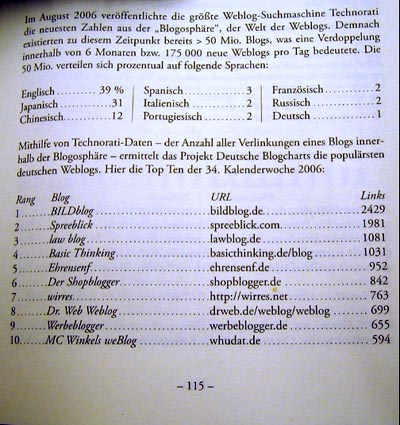 Im August 2006 veröffentlichte die größte Weblog-Suchmaschine Technorati
die neuesten Zahlen aus der „Blogosphäre", der Welt der Weblogs. Demnach
existierten zu diesem Zeitpunkt bereits > 50 Mio. Blogs, was eine Verdoppelung
innerhalb von 6 Monaten bzw. 175 000 neue Weblogs pro Tag bedeutete. Die
50 Mio. verteilen sich prozentual auf folgende Sprachen:
Englisch ......... 39 % Spanisch ................ 3 Französisch ........... 2
Japanisch .............31 Italienisch .............. 2 Russisch ................ 2
Chinesisch............12 Portugiesisch ......... 2 Deutsch ................. 1
Mithilfe von Technorati-Daten – der Anzahl aller Verlinkungen eines Blogs inner-
halb der Blogosphäre – ermittelt das Projekt Deutsche Blogcharts die populärsten
deutschen Weblogs. Hier die Top Ten der 34. Kalenderwoche 2006:
Rang Blog URL Links
1 ........BILDblog ........................ bildblog.de ........................ 2429
2 ........Spreeblick ........................ spreeblick.com .................... 1981
3 ........law blog ........................ lawblog.de ........................ 1081
4 ........Basic Thinking .................. basicthinking.de/blog .......... 1031
5 ........Ehrensenf ........................ ehrensenf.de ...................... 952
6 ........Der Shopblogger ................ shopblogger.de .................. 842
7 ........wirres ............................ http://wirres.net ................ 763
8 ........Dr. Web Weblog ................ drweb.de/weblog/weblog ...... 699
9 ........Werbeblogger .................... werbeblogger.de ................ 655
10........MC Winkels weBlog ............ whudat.de ........................ 594
– 115 –